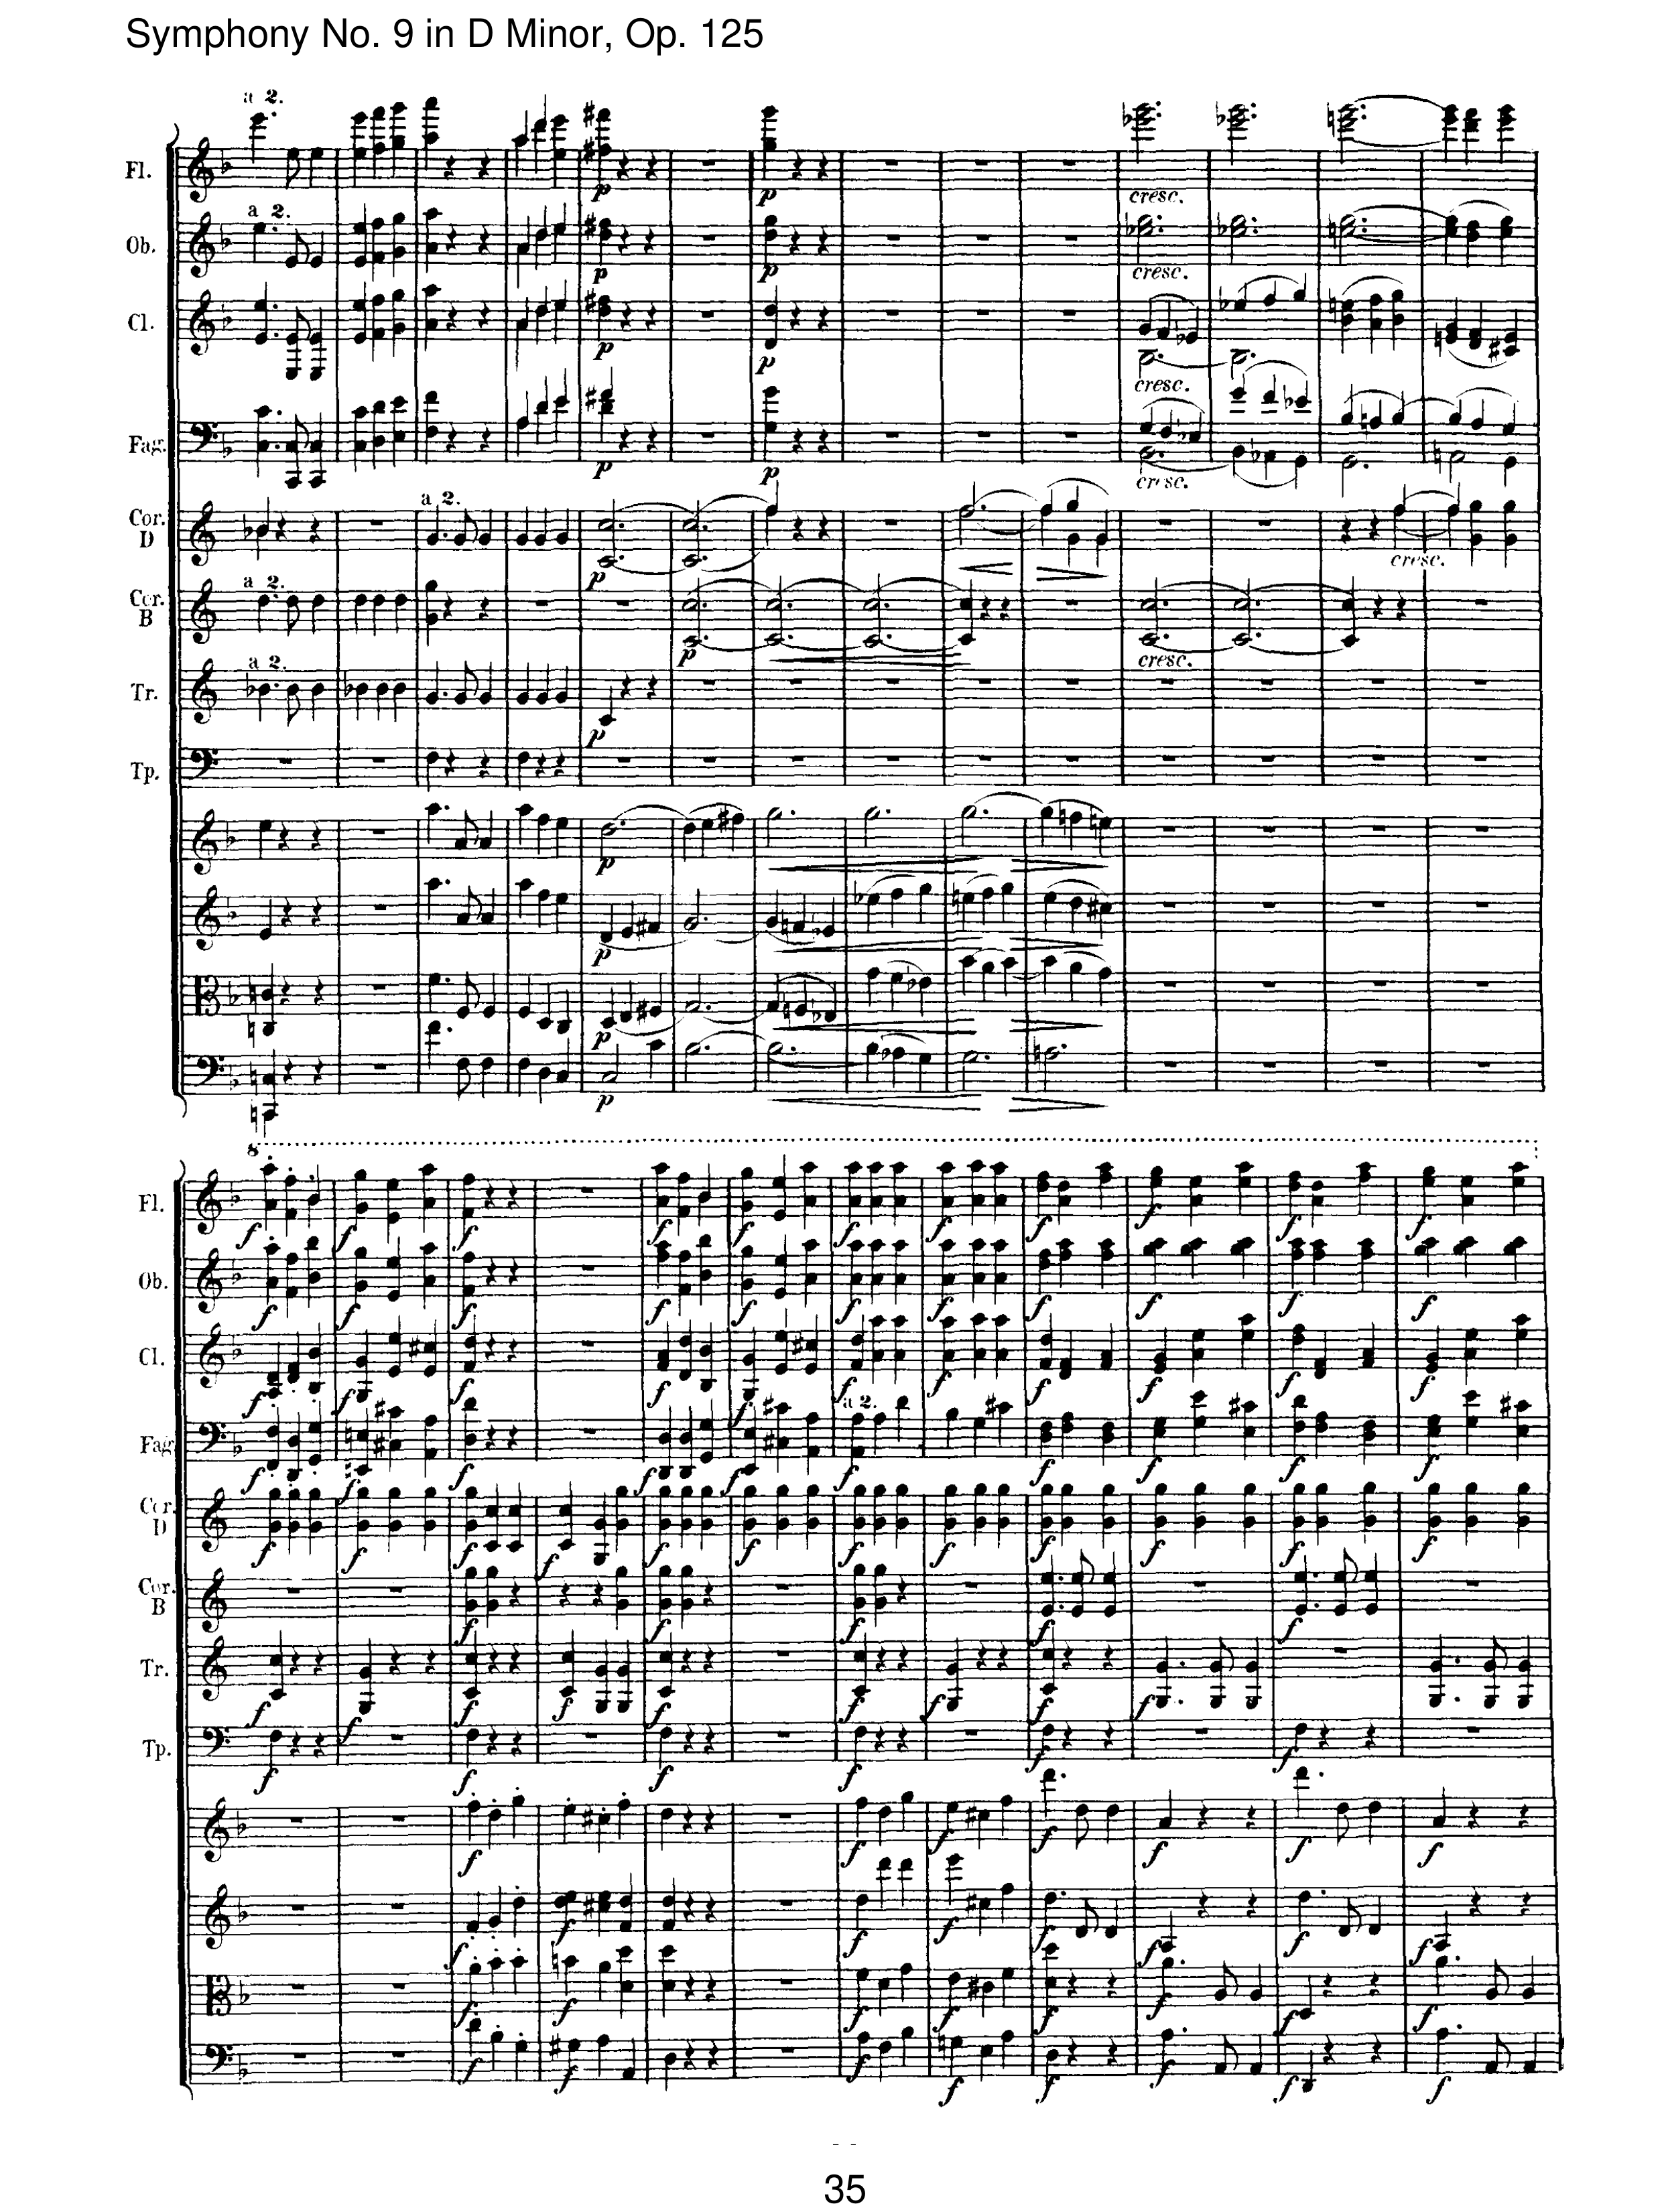 Symphony No. 9 in D Minor, Op. 125
a 2.
Fl.
a 2.
p
p
cresc.
Ob.
p
p
cresc.
Cl.
p
p
cresc.
Fag.
p
p
cresc.
Cor.
D
a 2.
p
cresc.
Cor.
B
a 2.
p
cresc.
Tr.
a 2.
p
Tp.
p
p
p
p
8
Fl.
f f f f f f f f f f f
Ob.
f f f f f f f f f f f
Cl.
f f f f f f f f f f f
Fag
f f f f f a 2. f f f f f
Cor.
D
f f f f f f f f f f f f
Cor.
B
f f f f f
Tr.
f f f f f f f f f
Tp.
f f f f f f
f f f f f f f
f f f f f f f f
f f f f f f f f
f f f f f f f f
35